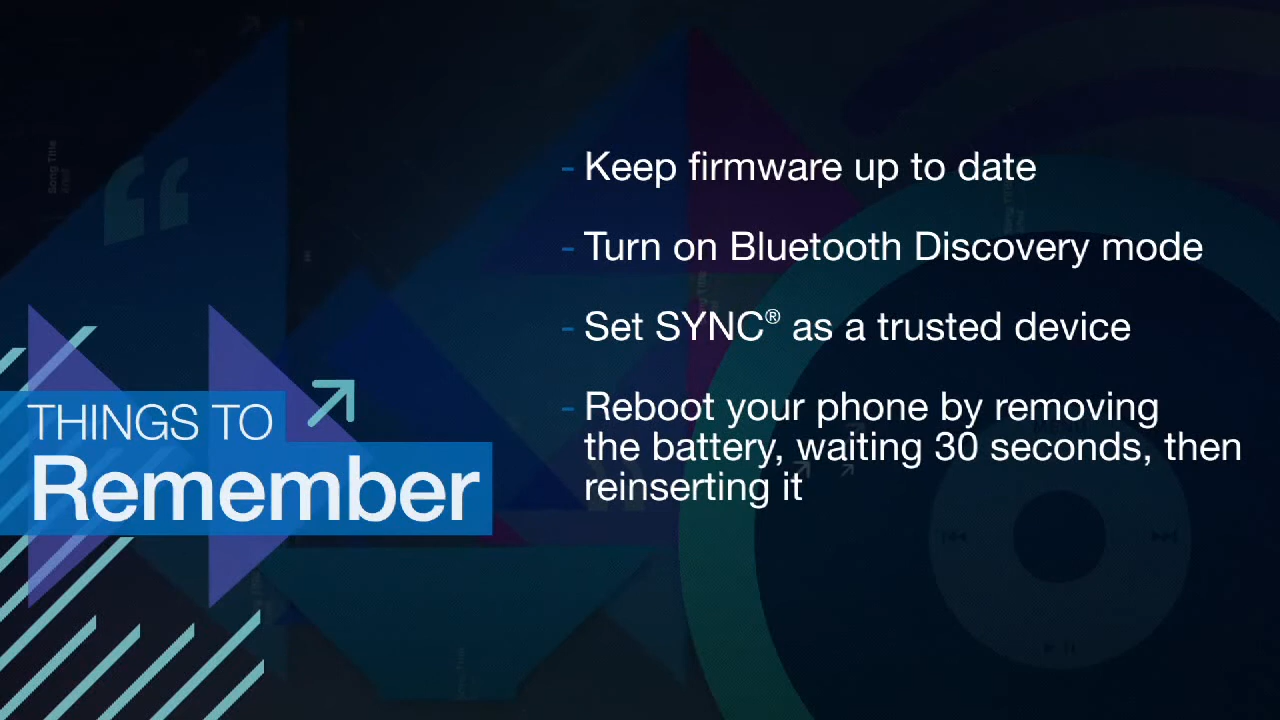 - Keep firmware up to date
- Turn on Bluetooth Discovery mode
- Set SYNC® as a trusted device
- Reboot your phone by removing
the battery, waiting 30 seconds, then
reinserting it
THINGS TO
Remember